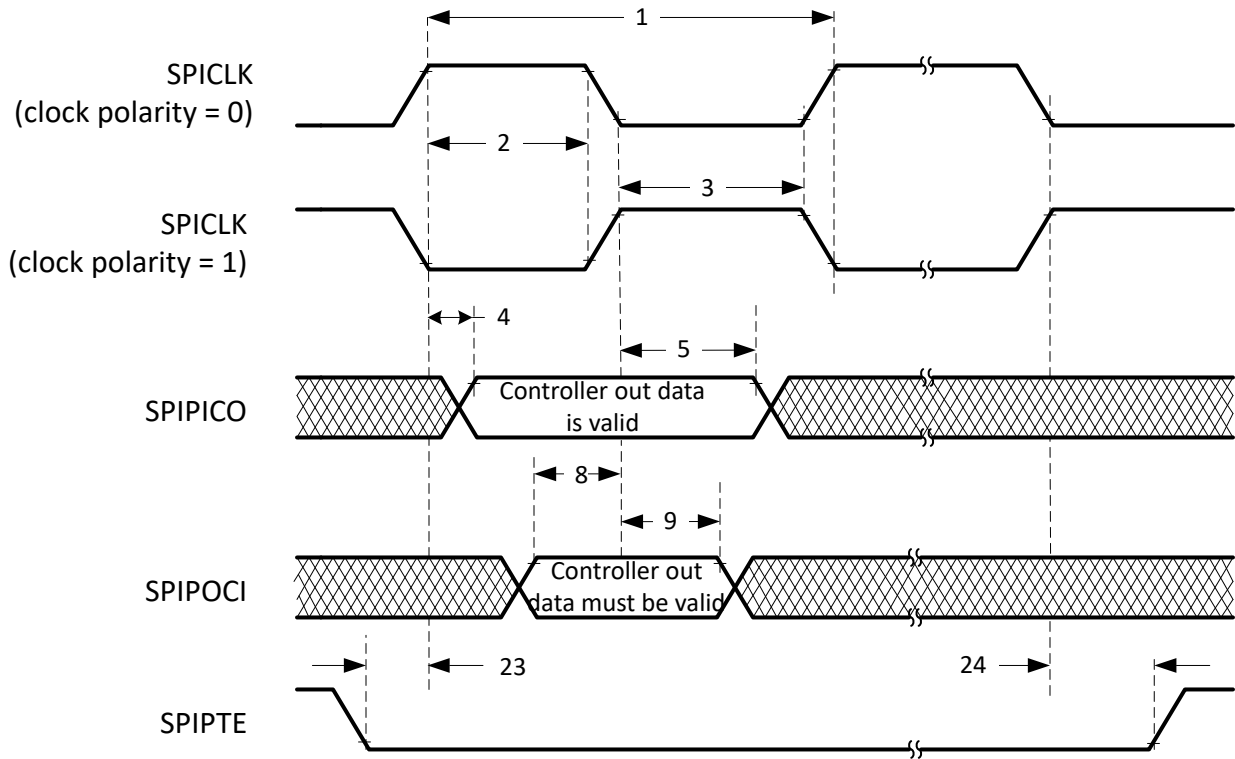 1
SPICLK
(clock polarity = 0)
2
3
SPICLK
(clock polarity = 1)
4
5
SPIPICO
Controller out data
is valid
8
9
SPIPOCI
Controller out
data must be valid
23
24
SPIPTE